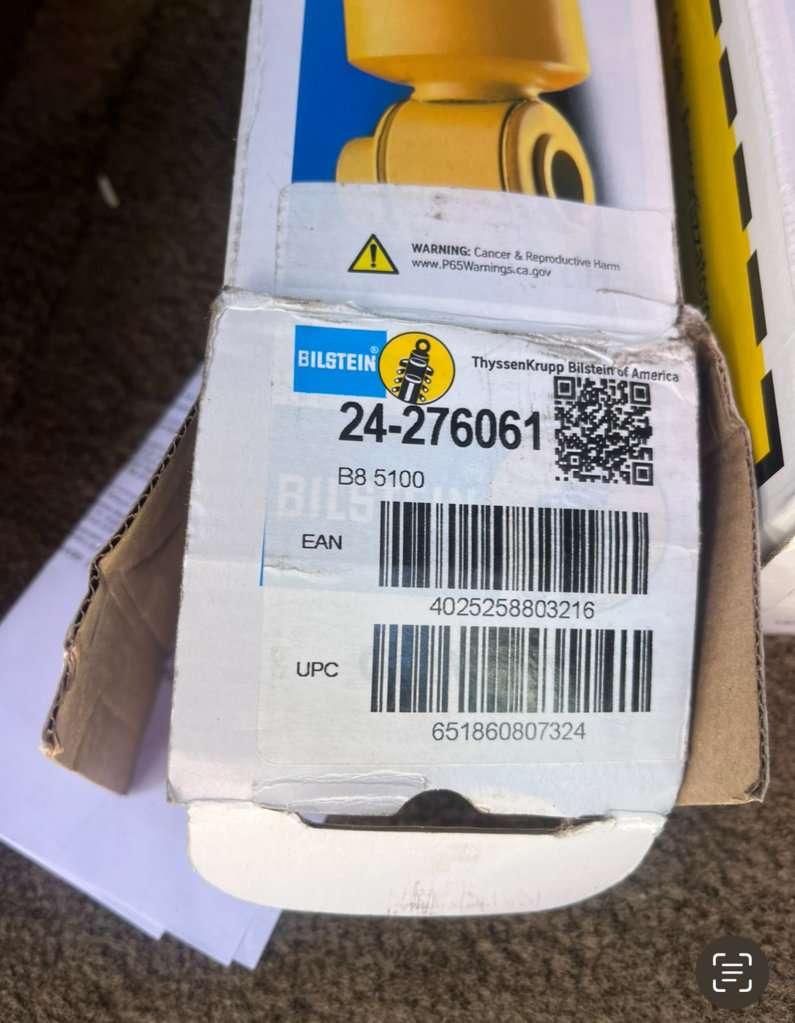 WARNING: Cancer & Reproductive Harm
www.P65Warnings.ca.gov
BILSTEIN®
ThyssenKrupp Bilstein of America
24-276061
B8 5100
EAN
4025258803216
UPC
651860807324